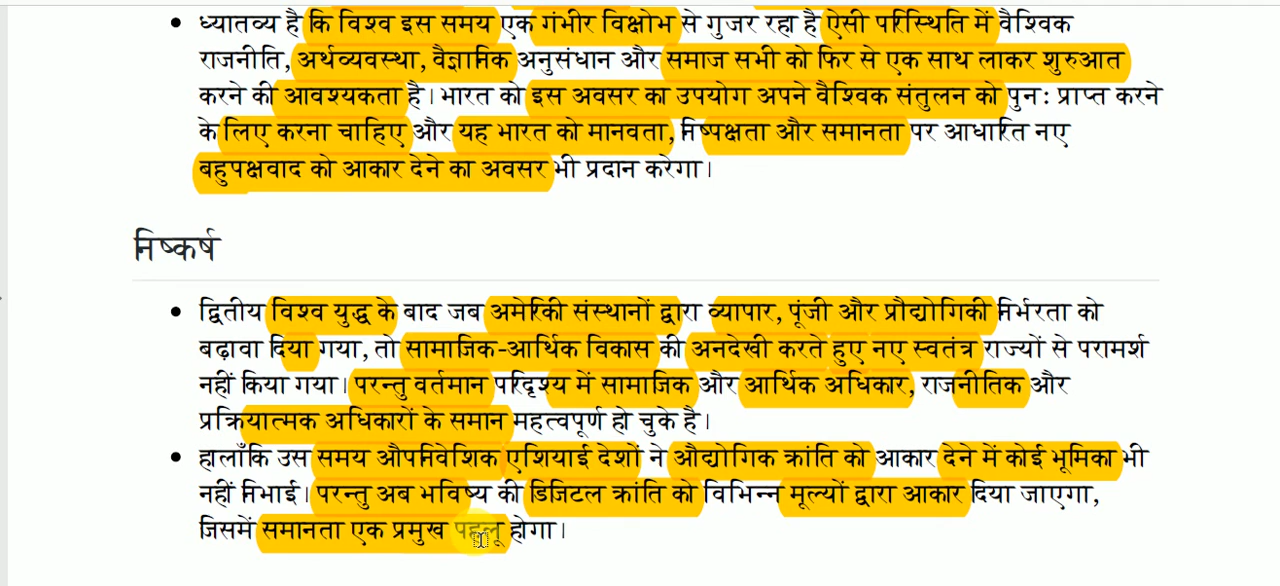 ध्यातव्य है कि विश्व इस समय एक गंभीर विक्षोभ से गुजर रहा है ऐसी परिस्थिति में वैश्विक
राजनीति, अर्थव्यवस्था, वैज्ञानिक अनुसंधान और समाज सभी को फिर से एक साथ लाकर शुरुआत
करने की आवश्यकता है। भारत को इस अवसर का उपयोग अपने वैश्विक संतुलन को पुन: प्राप्त करने
के लिए करना चाहिए और यह भारत को मानवता, निष्पक्षता और समानता पर आधारित नए
बहुपक्षवाद को आकार देने का अवसर भी प्रदान करेगा।
निष्कर्ष
द्वितीय विश्व युद्ध के बाद जब अमेरिकी संस्थानों द्वारा व्यापार, पूंजी और प्रौद्योगिकी निर्भरता को
बढ़ावा दिया गया, तो सामाजिक-आर्थिक विकास की अनदेखी करते हुए नए स्वतंत्र राज्यों से परामर्श
नहीं किया गया। परन्तु वर्तमान परिदृश्य में सामाजिक और आर्थिक अधिकार, राजनीतिक और
प्रक्रियात्मक अधिकारों के समान महत्वपूर्ण हो चुके है।
हालाँकि उस समय औपनिवेशिक एशियाई देशों ने औद्योगिक क्रांति को आकार देने में कोई भूमिका भी
नहीं निभाई। परन्तु अब भविष्य की डिजिटल क्रांति को विभिन्न मूल्यों द्वारा आकार दिया जाएगा,
जिसमें समानता एक प्रमुख पहलू होगा।